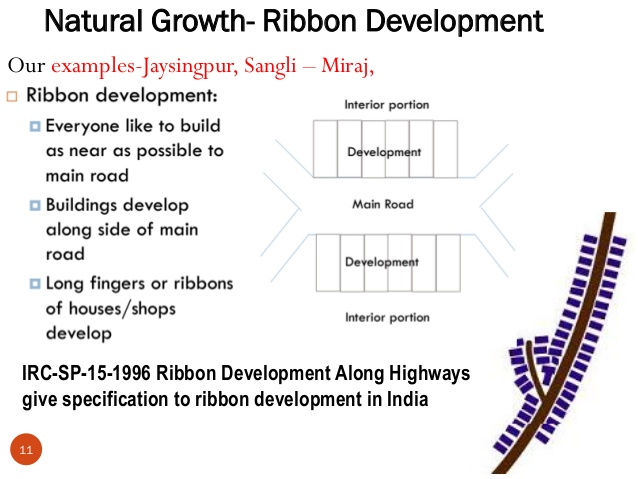 Natural Growth- Ribbon Development
Our examples-Jaysingpur, Sangli – Miraj,
Ribbon development:
Everyone like to build
as near as possible to
main road
Buildings develop
along side of main
road
Long fingers or ribbons
of houses/shops
develop
Interior portion
Development
Main Road
Development
Interior portion
IRC-SP-15-1996 Ribbon Development Along Highways
give specification to ribbon development in India
11